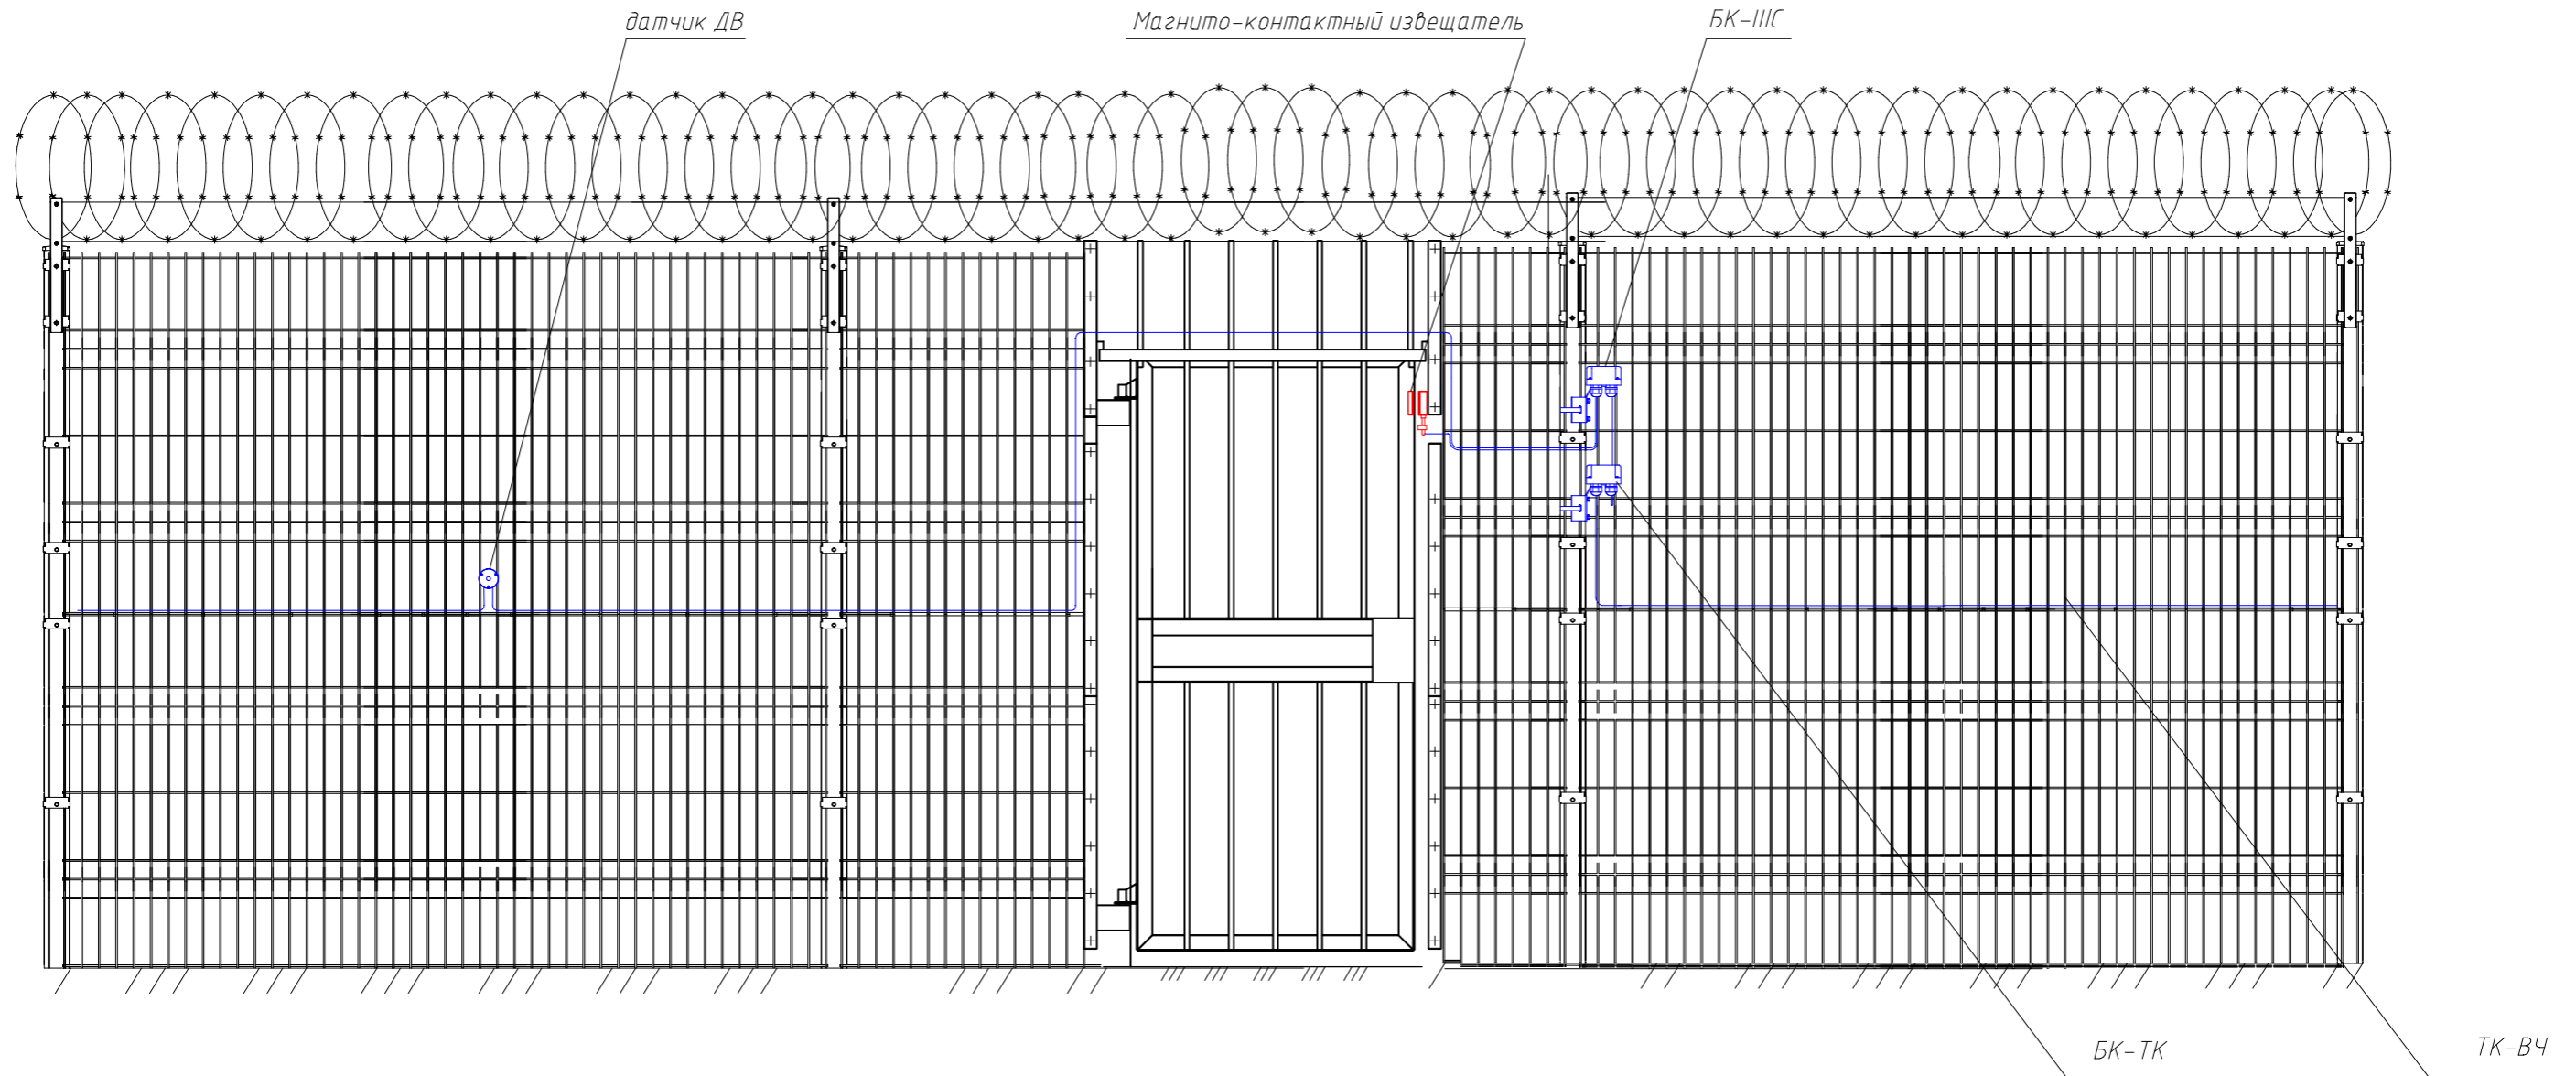 датчик ДВ
Магнито-контактный извещатель
БК-ШС
БК-ТК
ТК-ВЧ